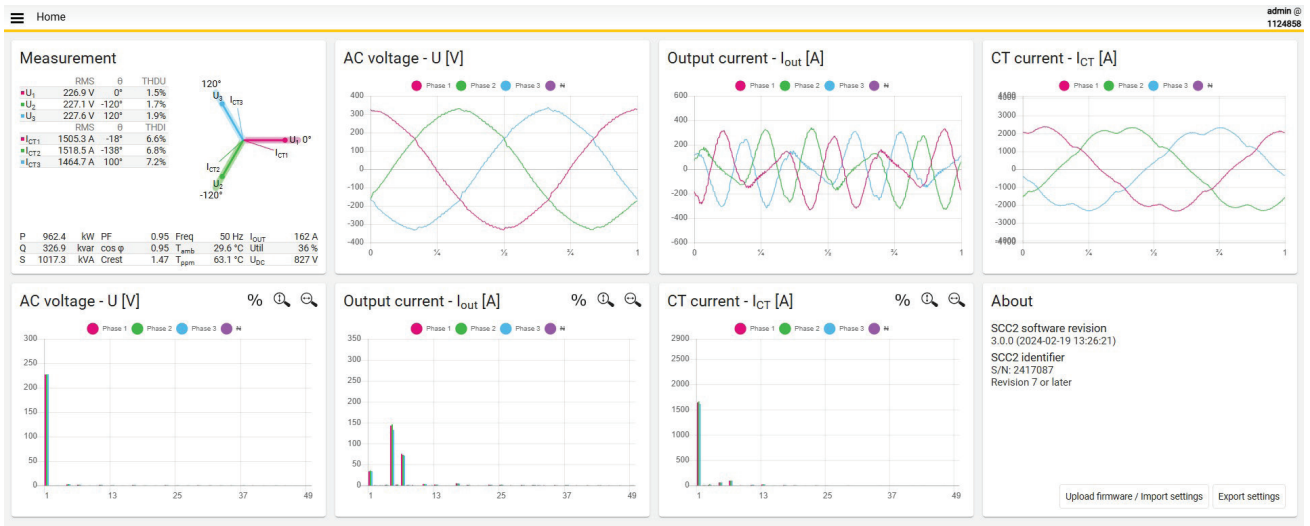 Home
admin @
1124858
Measurement
RMS θ THDU
U1 226.9 V 0° 1.5%
U2 227.1 V -120° 1.7%
U3 227.6 V 120° 1.9%
RMS θ THDI
ICT1 1505.3 A -18° 6.6%
ICT2 1518.5 A -138° 6.8%
ICT3 1464.7 A 100° 7.2%
120°
U3 ICT3
U1 0°
ICT1
ICT2
U2
-120°
P 962.4 kW PF 0.95 Freq 50 Hz IOUT 162 A
Q 326.9 kvar cos φ 0.95 Tamb 29.6 °C Util 36 %
S 1017.3 kVA Crest 1.47 Tppm 63.1 °C UDC 827 V
AC voltage - U [V]
Phase 1 Phase 2 Phase 3 N
400
300
200
100
0
-100
-200
-300
-400
0 ¼ ½ ¾ 1
Output current - Iout [A]
Phase 1 Phase 2 Phase 3 N
600
400
200
0
-200
-400
-600
0 ¼ ½ ¾ 1
CT current - ICT [A]
Phase 1 Phase 2 Phase 3 N
4000
3000
2000
1000
0
-1000
-2000
-3000
-4000
0 ¼ ½ ¾ 1
AC voltage - U [V] %
Phase 1 Phase 2 Phase 3 N
300
250
200
150
100
50
0
1 13 25 37 49
Output current - Iout [A] %
Phase 1 Phase 2 Phase 3 N
350
300
250
200
150
100
50
0
1 13 25 37 49
CT current - ICT [A] %
Phase 1 Phase 2 Phase 3 N
2900
2500
2000
1500
1000
500
0
1 13 25 37 49
About
SCC2 software revision
3.0.0 (2024-02-19 13:26:21)
SCC2 identifier
S/N: 2417087
Revision 7 or later
Upload firmware / Import settings Export settings